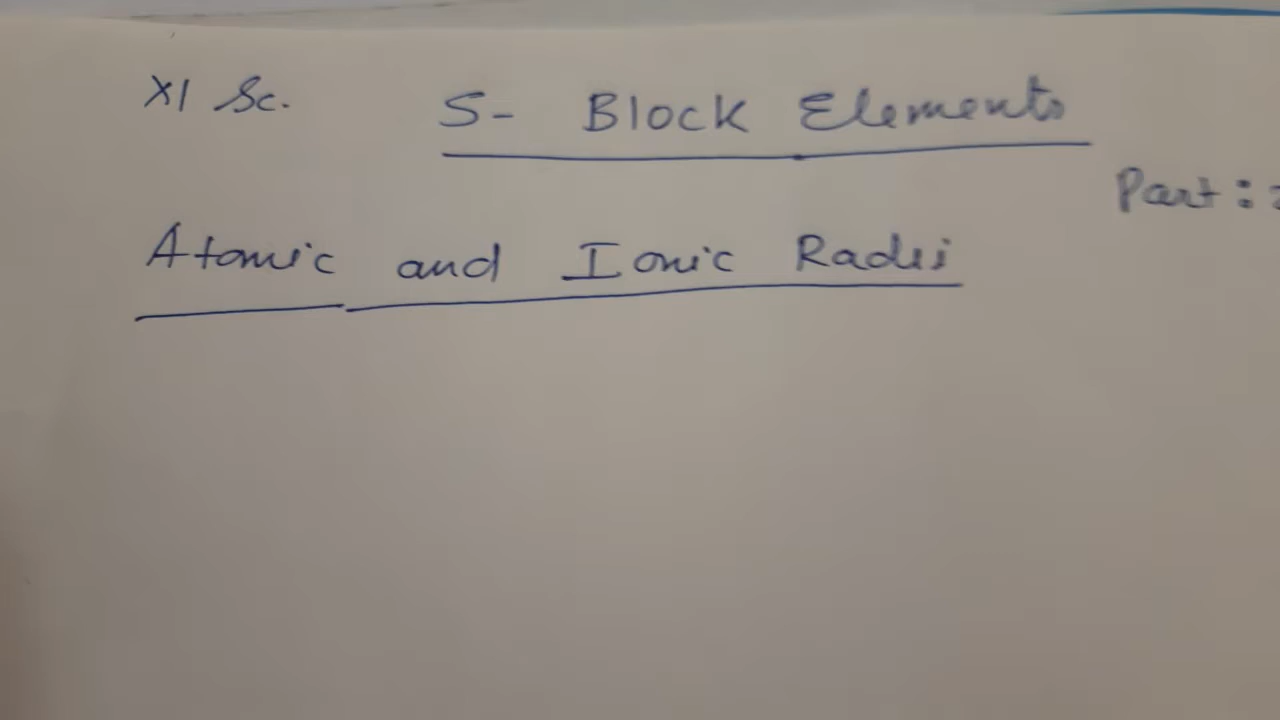 XI Sc.
S- Block Elements
Part:
Atomic and Ionic Radii